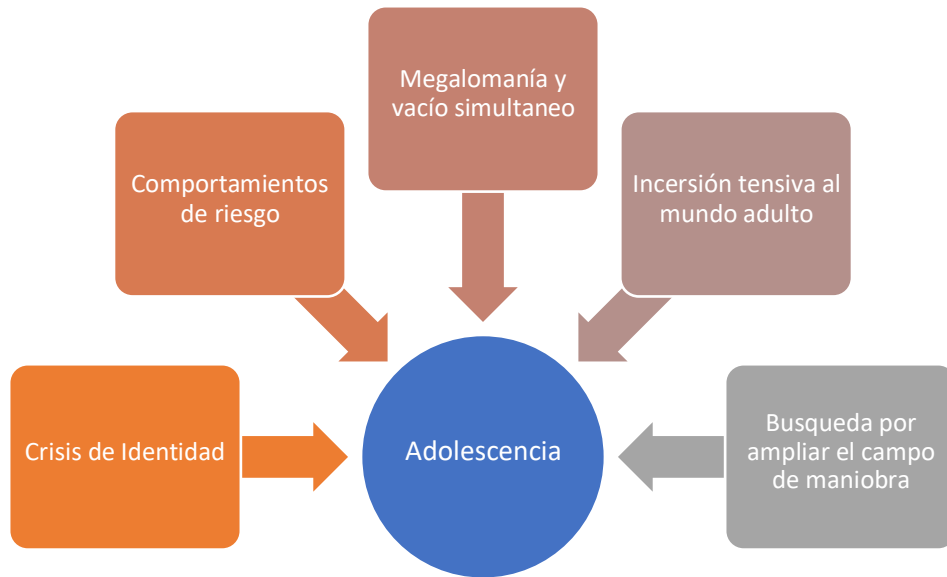 Megalomanía y
vacío simultaneo
Comportamientos
de riesgo
Incersión tensiva al
mundo adulto
Crisis de Identidad
Adolescencia
Busqueda por
ampliar el campo
de maniobra